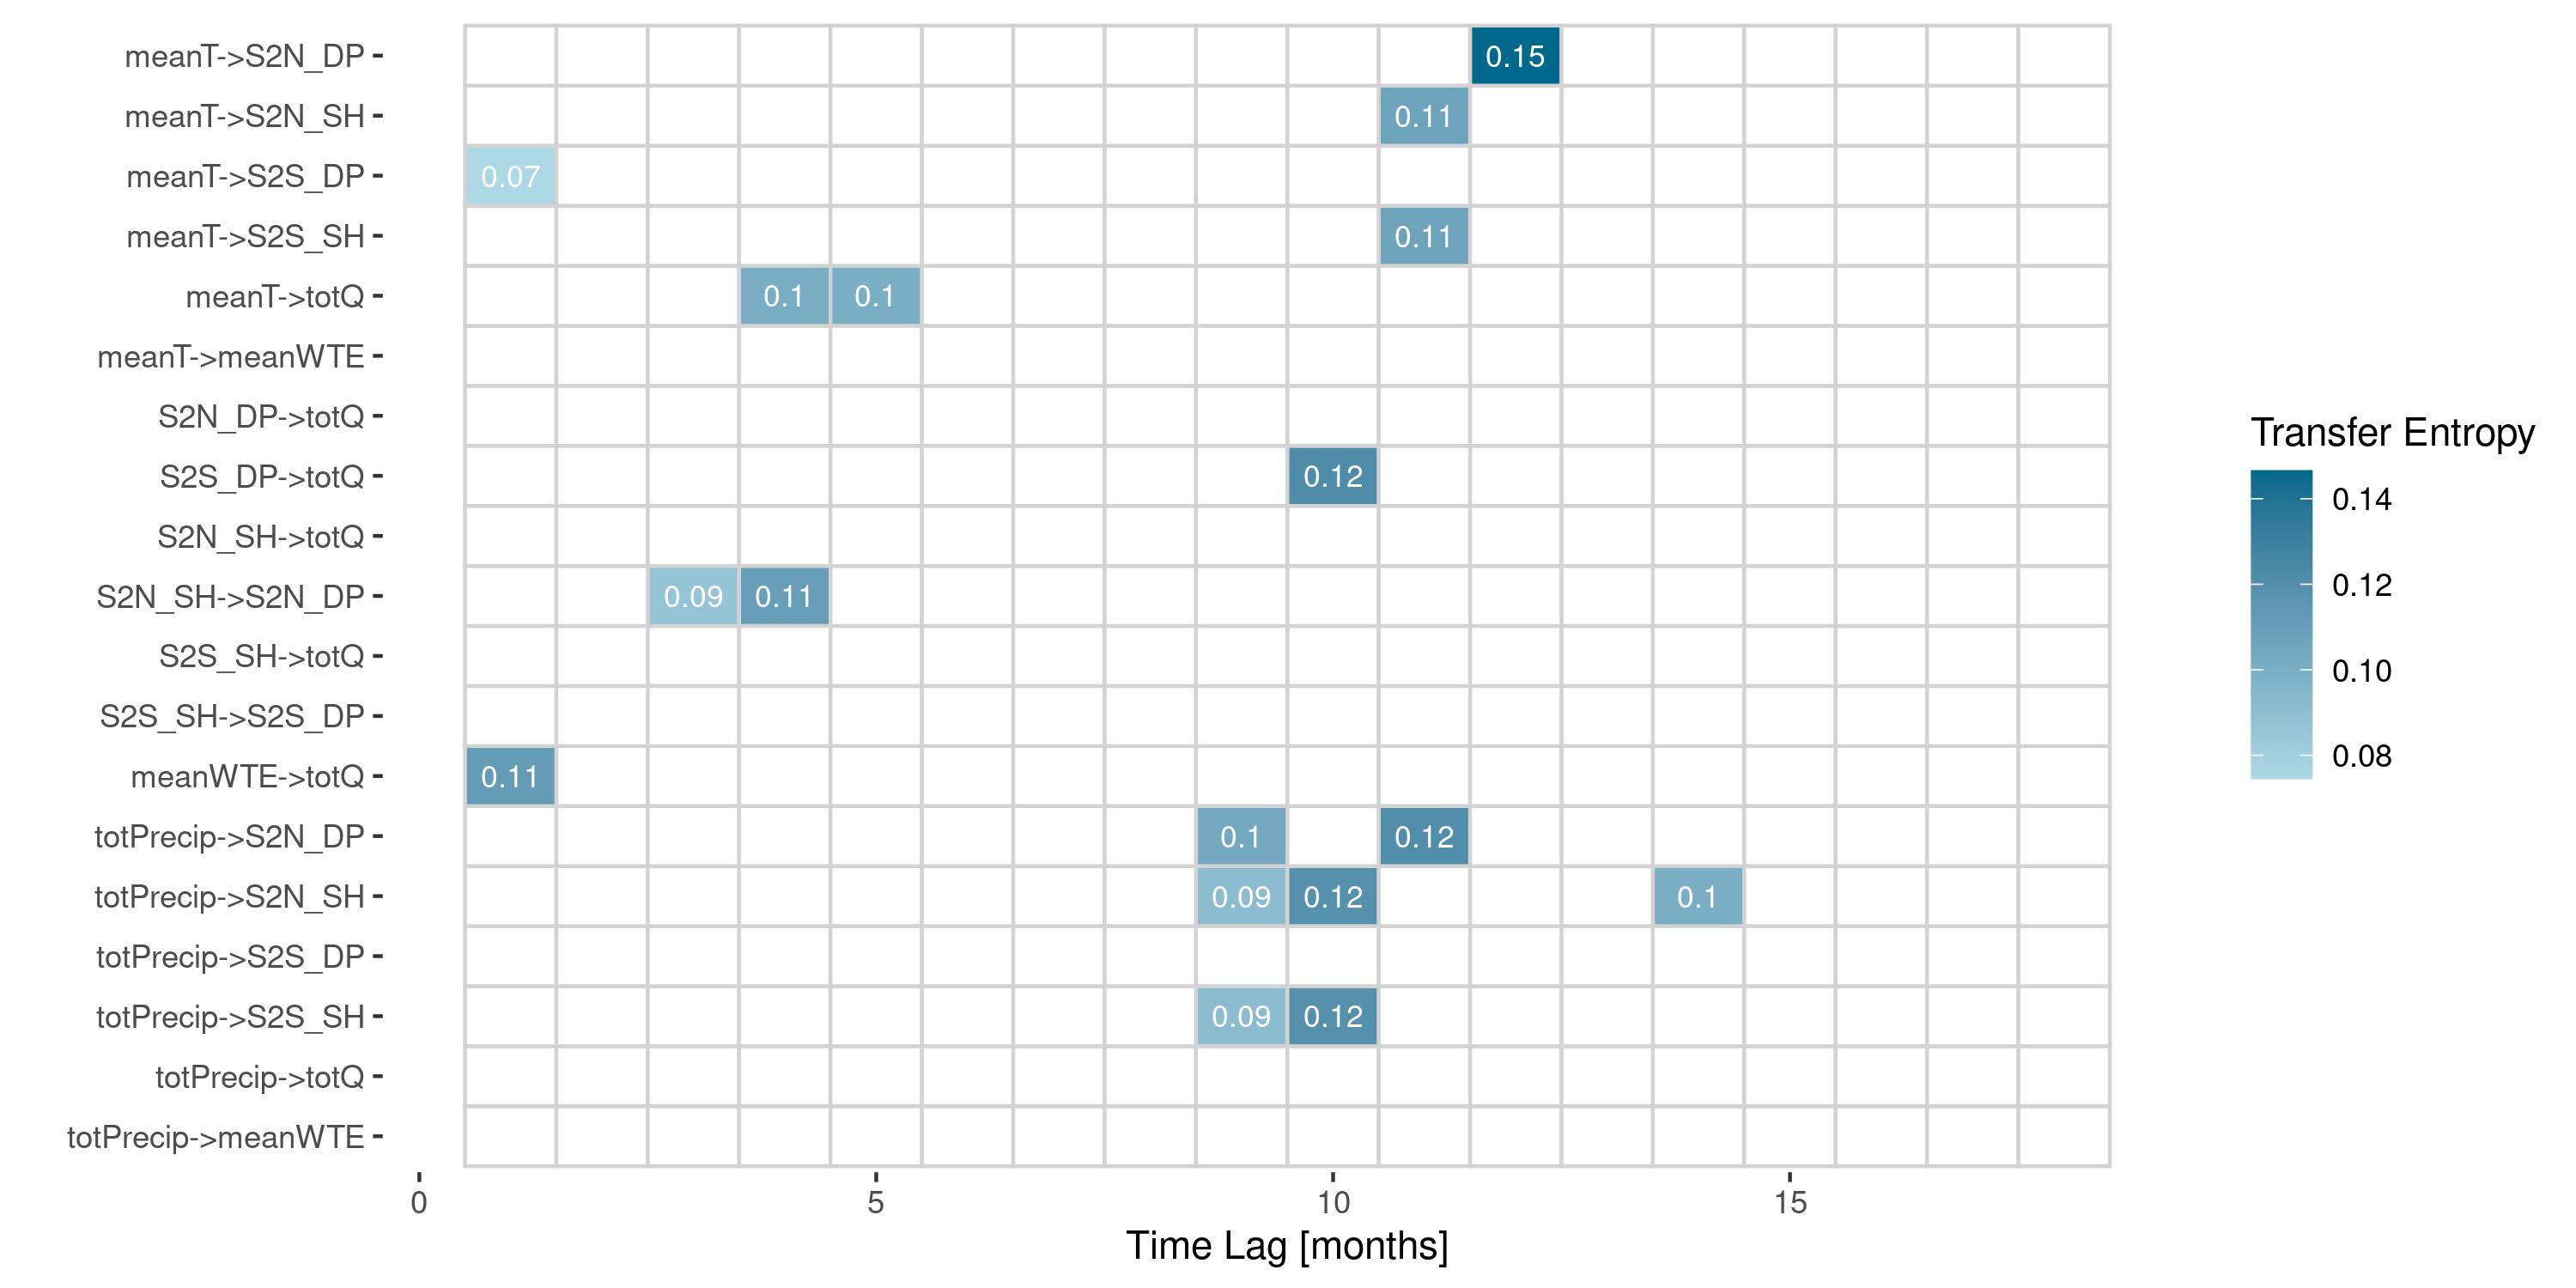 meanT->S2N_DP 0.15
meanT->S2N_SH 0.11
meanT->S2S_DP 0.07
meanT->S2S_SH 0.11
meanT->totQ 0.1 0.1
meanT->meanWTE
S2N_DP->totQ
S2S_DP->totQ 0.12
S2N_SH->totQ
S2N_SH->S2N_DP 0.09 0.11
S2S_SH->totQ
S2S_SH->S2S_DP
meanWTE->totQ 0.11
totPrecip->S2N_DP 0.1 0.12
totPrecip->S2N_SH 0.09 0.12 0.1
totPrecip->S2S_DP
totPrecip->S2S_SH 0.09 0.12
totPrecip->totQ
totPrecip->meanWTE
0 5 10 15
Time Lag [months]
Transfer Entropy
0.14
0.12
0.10
0.08